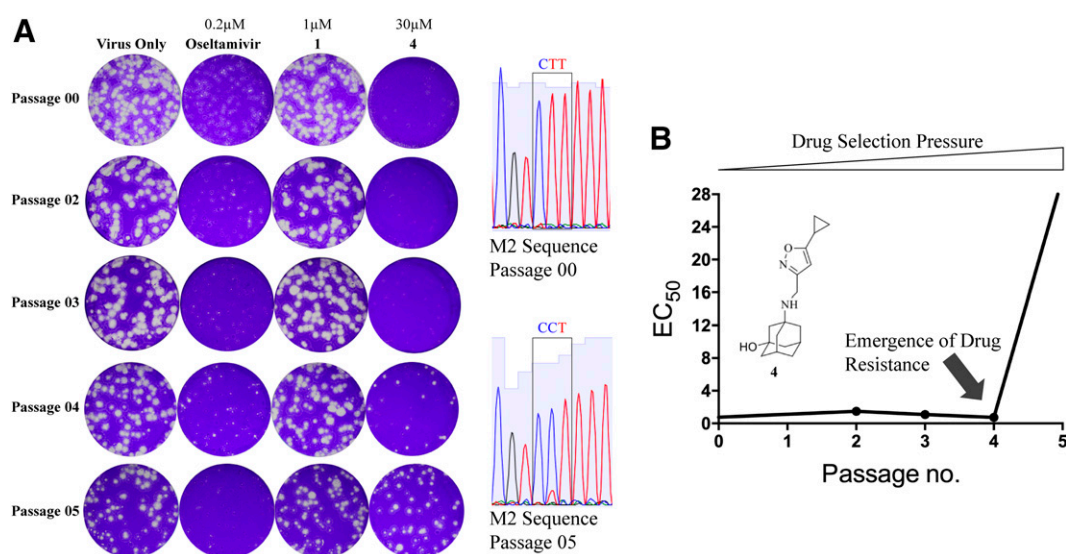 A
0.2µM 1µM 30µM
Virus Only Oseltamivir 1 4
Passage 00
Passage 02
Passage 03
Passage 04
Passage 05
CTT
M2 Sequence
Passage 00
CCT
M2 Sequence
Passage 05
B
Drug Selection Pressure
EC50
28
24
20
16
12
8
4
0
O
N
NH
HO
4
Emergence of Drug
Resistance
0 1 2 3 4 5
Passage no.